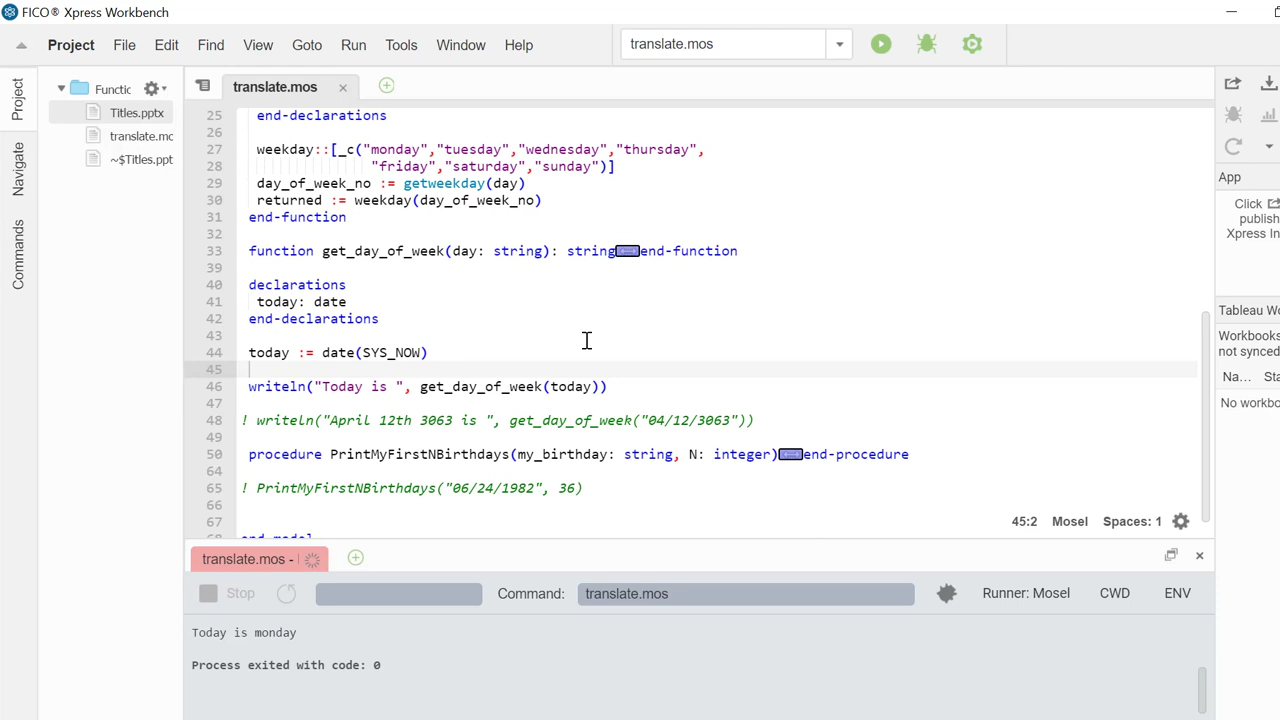 FICO® Xpress Workbench
Project File Edit Find View Goto Run Tools Window Help
translate.mos
Project
Navigate
Commands
Functic
Titles.pptx
translate.mc
~$Titles.ppt
translate.mos
25 end-declarations
26
27 weekday::[_c("monday","tuesday","wednesday","thursday",
28 "friday","saturday","sunday")]
29 day_of_week_no := getweekday(day)
30 returned := weekday(day_of_week_no)
31 end-function
32
33 function get_day_of_week(day: string): string end-function
39
40 declarations
41 today: date
42 end-declarations
43
44 today := date(SYS_NOW)
45
46 writeln("Today is ", get_day_of_week(today))
47
48 ! writeln("April 12th 3063 is ", get_day_of_week("04/12/3063"))
49
50 procedure PrintMyFirstNBirthdays(my_birthday: string, N: integer) end-procedure
64
65 ! PrintMyFirstNBirthdays("06/24/1982", 36)
66
67
68 end-model
45:2 Mosel Spaces: 1
App
Click
publish
Xpress In
Tableau Wo
Workbooks
not synced
Na... Sta
No workbo
translate.mos -
Stop Command: translate.mos Runner: Mosel CWD ENV
Today is monday
Process exited with code: 0